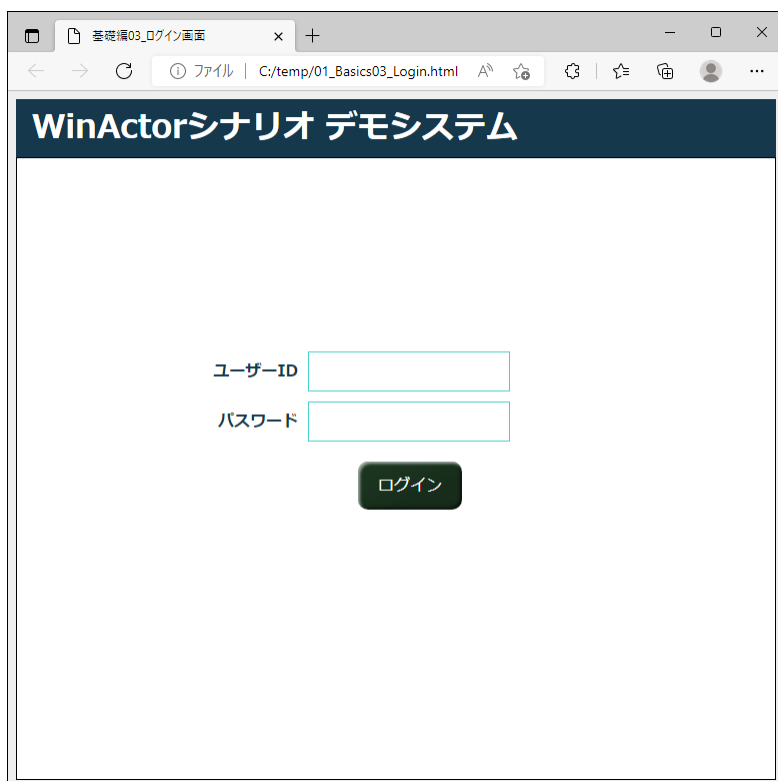 基礎編03_ログイン画面
ファイル | C:/temp/01_Basics03_Login.html
WinActorシナリオ デモシステム
ユーザーID
パスワード
ログイン